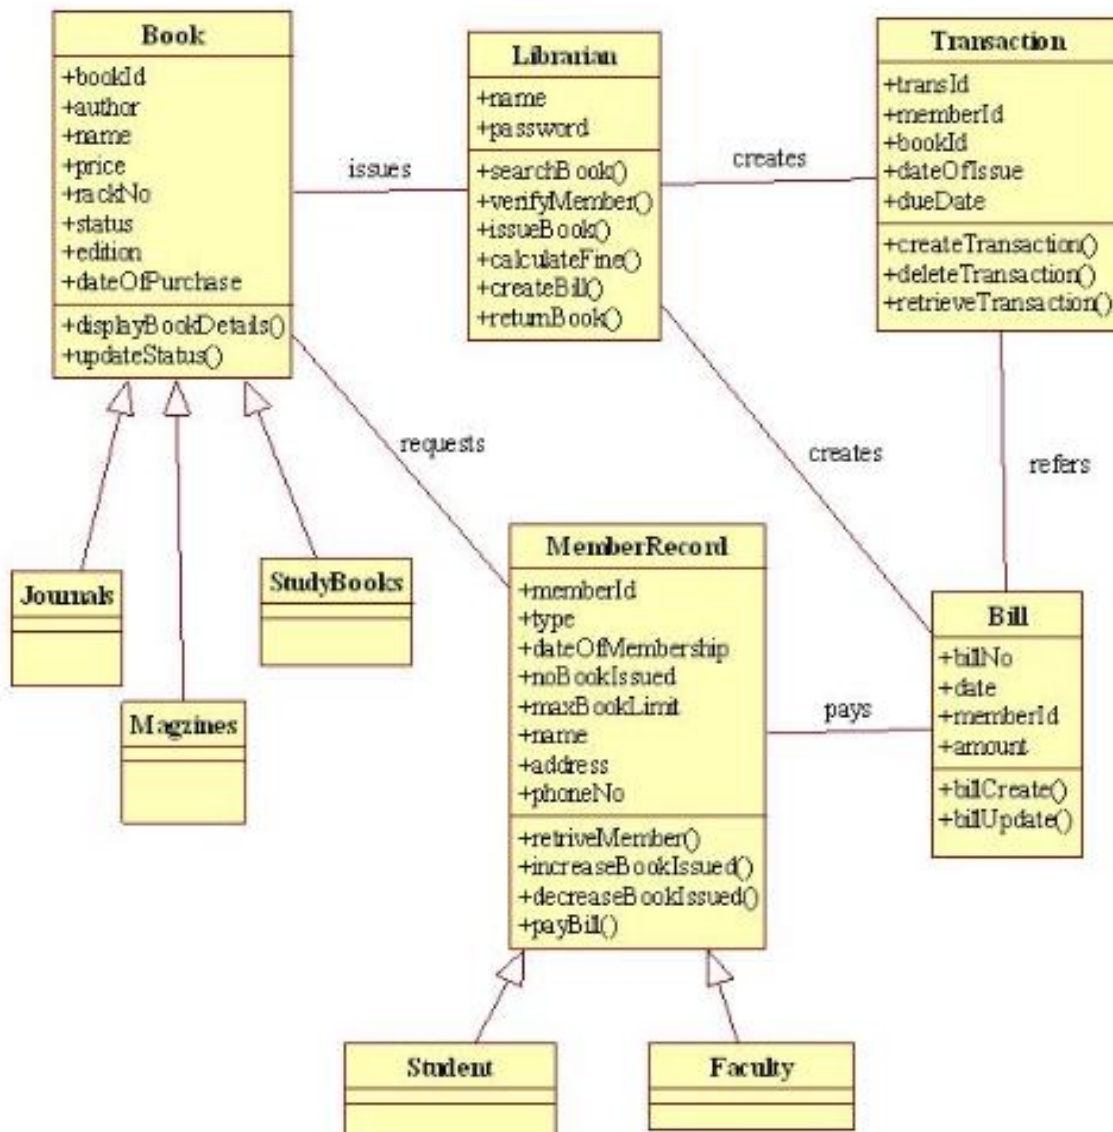 Book
+bookId
+author
+name
+price
+rackNo
+status
+edition
+dateOfPurchase
+displayBookDetails()
+updateStatus()
issues
Librarian
+name
+password
+searchBook()
+verifyMember()
+issueBook()
+calculateFine()
+createBill()
+returnBook()
creates
Transaction
+transId
+memberId
+bookId
+dateOfIssue
+dueDate
+createTransaction()
+deleteTransaction()
+retrieveTransaction()
requests
creates
refers
Journals
Magzines
StudyBooks
MemberRecord
+memberId
+type
+dateOfMembership
+noBookIssued
+maxBookLimit
+name
+address
+phoneNo
+retriveMember()
+increaseBookIssued()
+decreaseBookIssued()
+payBill()
pays
Bill
+billNo
+date
+memberId
+amount
+billCreate()
+billUpdate()
Student
Faculty